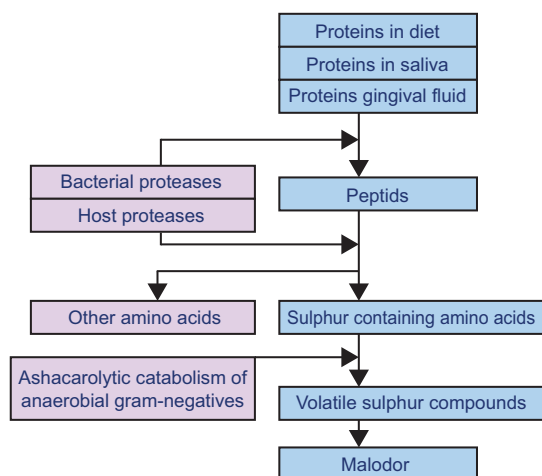 Proteins in diet
Proteins in saliva
Proteins gingival fluid
Bacterial proteases
Host proteases
Peptids
Other amino acids
Sulphur containing amino acids
Ashacarolytic catabolism of
anaerobial gram-negatives
Volatile sulphur compounds
Malodor